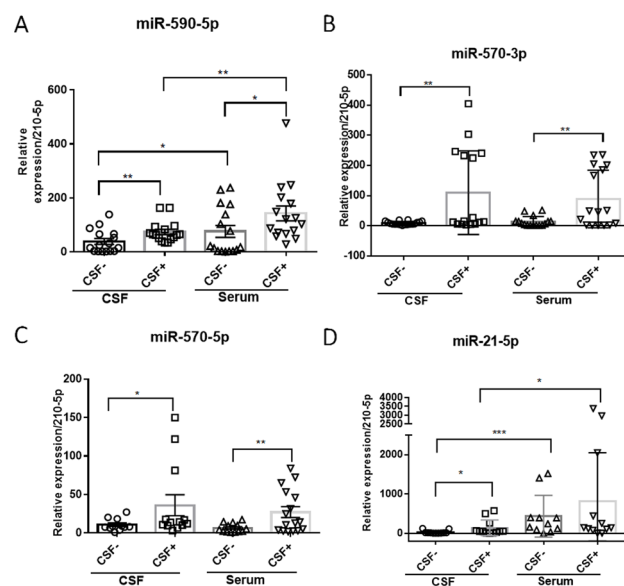 A
miR-590-5p
Relative
expression/210-5p
600
400
200
0
**
*
*
**
CSF-
CSF+
CSF-
CSF+
CSF
Serum
B
miR-570-3p
Relative expression/210-5p
500
400
300
200
100
0
-100
**
**
CSF-
CSF+
CSF-
CSF+
CSF
Serum
C
miR-570-5p
Relative expression/210-5p
200
150
100
50
0
*
**
CSF-
CSF+
CSF-
CSF+
CSF
Serum
D
miR-21-5p
Relative expression/210-5p
4000
3000
2000
1000
0
*
***
*
CSF-
CSF+
CSF-
CSF+
CSF
Serum